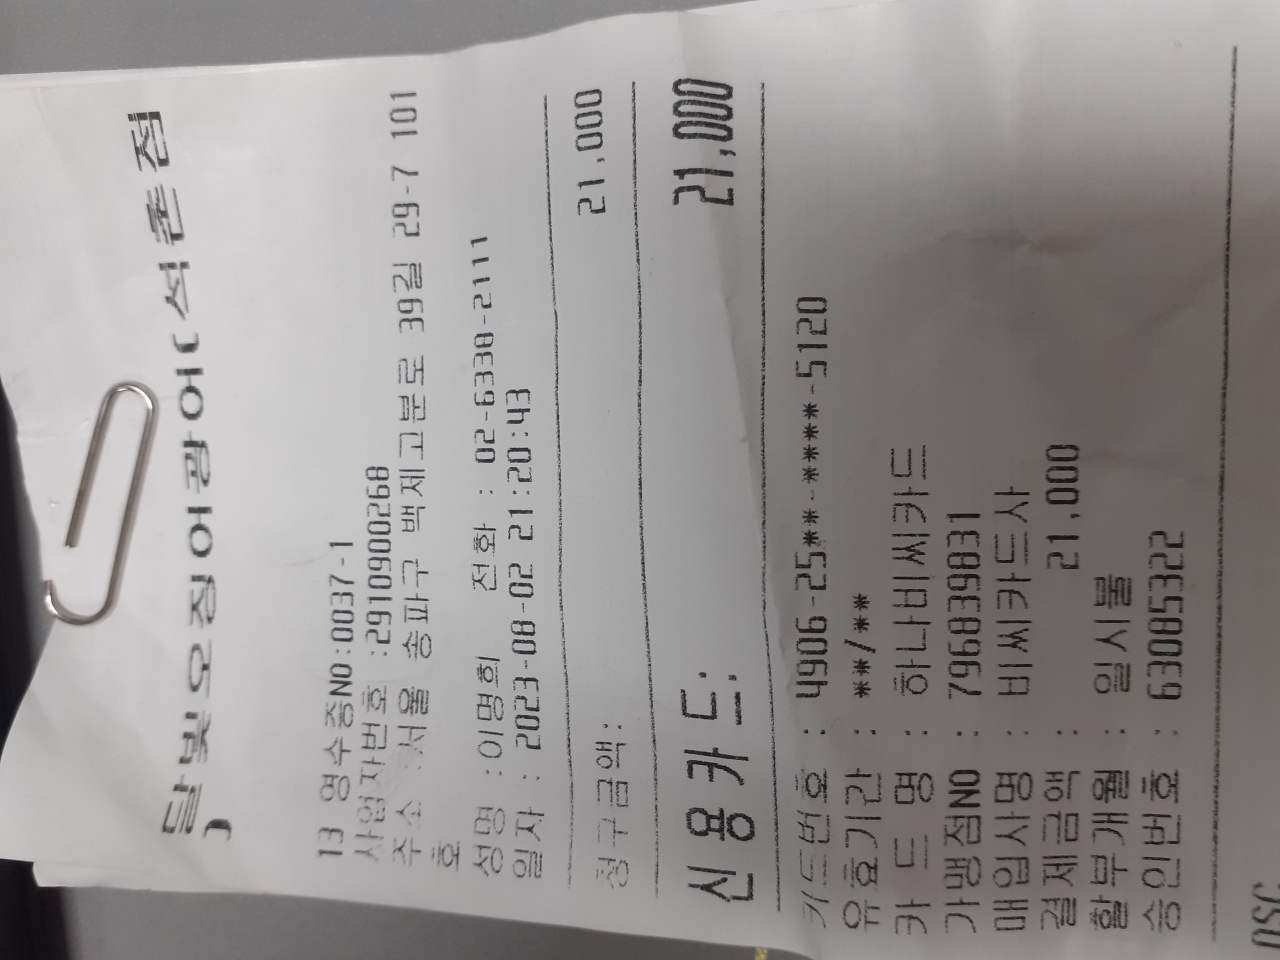 달빛오징어광어(석촌점
)
13 영수증NO:0037-1
사업자번호 :2910900268
주소 :서울 송파구 백제고분로 39길 29-7 101
호
성명 :이명희 전화 : 02-6338-2111
일자 : 2023-08-02 21:20:43
청구금액: 21,000
신용카드: 21,000
카드번호 : 4906-25**-****-5120
유효기간 : **/**
카 드 명 : 하나비씨카드
가맹점NO : 796839831
매입사명 : 비씨카드사
결제금액 : 21,000
할부개월 : 일시불
승인번호 : 63085322